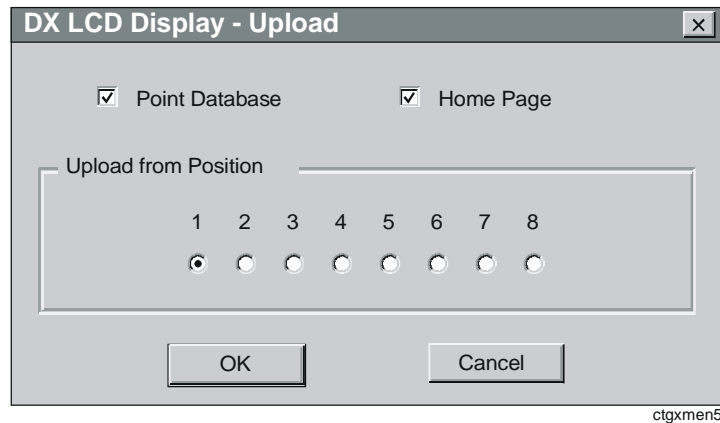 DX LCD Display - Upload
Point Database Home Page
Upload from Position
1 2 3 4 5 6 7 8
OK Cancel
ctgxmen5